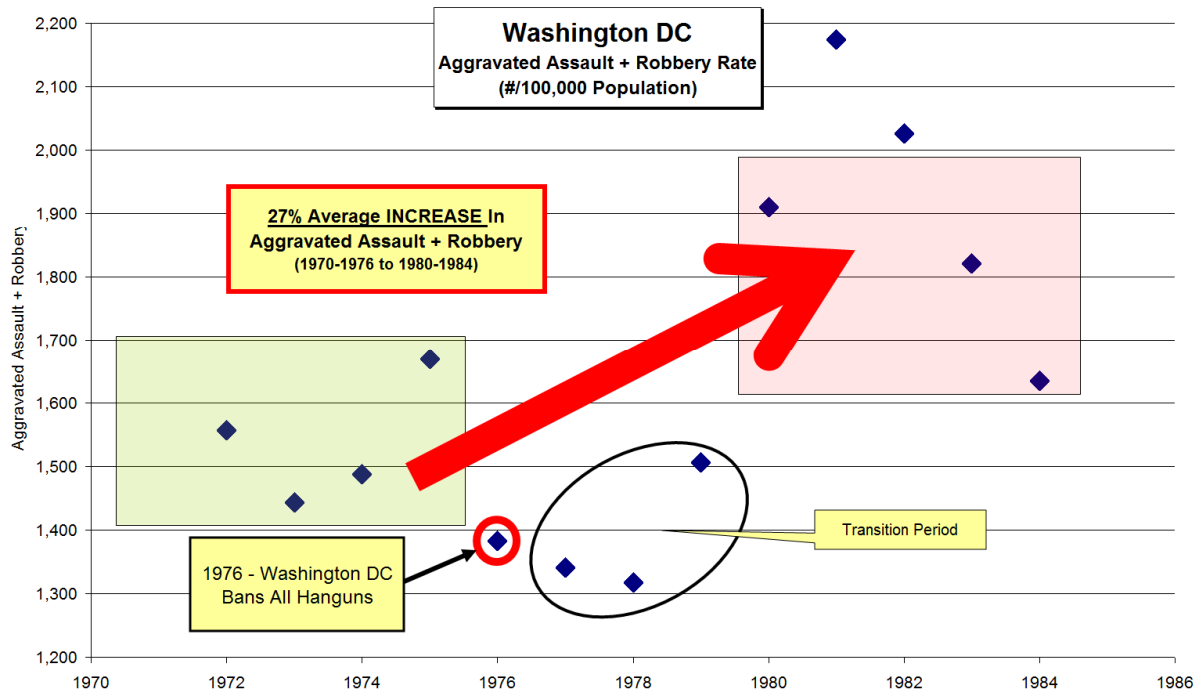 Washington DC
Aggravated Assault + Robbery Rate
(#/100,000 Population)
27% Average INCREASE In
Aggravated Assault + Robbery
(1970-1976 to 1980-1984)
1976 - Washington DC
Bans All Hanguns
Transition Period
Aggravated Assault + Robbery
2,200
2,100
2,000
1,900
1,800
1,700
1,600
1,500
1,400
1,300
1,200
1970 1972 1974 1976 1978 1980 1982 1984 1986